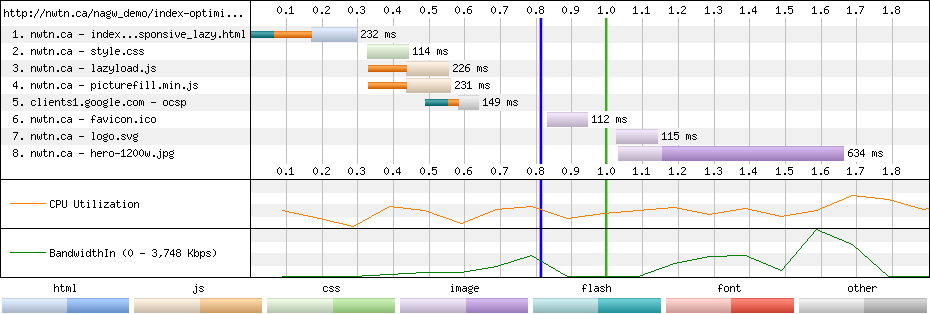 http://nwtn.ca/nagw_demo/index-optimi... 0.1 0.2 0.3 0.4 0.5 0.6 0.7 0.8 0.9 1.0 1.1 1.2 1.3 1.4 1.5 1.6 1.7 1.8
1. nwtn.ca - index...sponsive_lazy.html 232 ms
2. nwtn.ca - style.css 114 ms
3. nwtn.ca - lazyload.js 226 ms
4. nwtn.ca - picturefill.min.js 231 ms
5. clients1.google.com - ocsp 149 ms
6. nwtn.ca - favicon.ico 112 ms
7. nwtn.ca - logo.svg 115 ms
8. nwtn.ca - hero-1200w.jpg 634 ms
0.1 0.2 0.3 0.4 0.5 0.6 0.7 0.8 0.9 1.0 1.1 1.2 1.3 1.4 1.5 1.6 1.7 1.8
CPU Utilization
BandwidthIn (0 - 3,748 Kbps)
html js css image flash font other